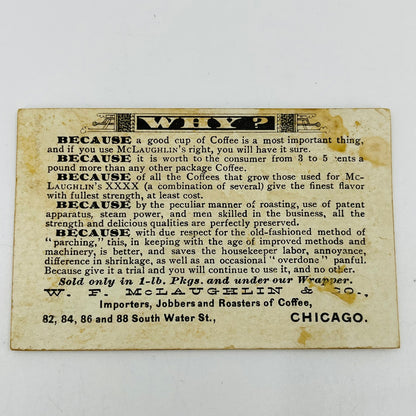 WHY?
BECAUSE a good cup of Coffee is a most important thing,
and if you use MCLAUGHLIN'S right, you will have it sure.
BECAUSE it is worth to the consumer from 3 to 5 cents a
pound more than any other package Coffee.
BECAUSE of all the Coffees that grow those used for Mc-
LAUGHLIN'S XXXX (a combination of several) give the finest flavor
with fullest strength, at least cost.
BECAUSE by the peculiar manner of roasting, use of patent
apparatus, steam power, and men skilled in the business, all the
strength and delicious qualities are perfectly preserved.
BECAUSE with due respect for the old-fashioned method of
"parching," this, in keeping with the age of improved methods and
machinery, is better, and saves the housekeeper labor, annoyance,
difference in shrinkage, as well as an occasional "overdone" panful.
Because give it a trial and you will continue to use it, and no other.
Sold only in 1-lb. Pkgs. and under our Wrapper.
W. F. MCLAUGHLIN & CO.,
Importers, Jobbers and Roasters of Coffee,
82, 84, 86 and 88 South Water St., CHICAGO.